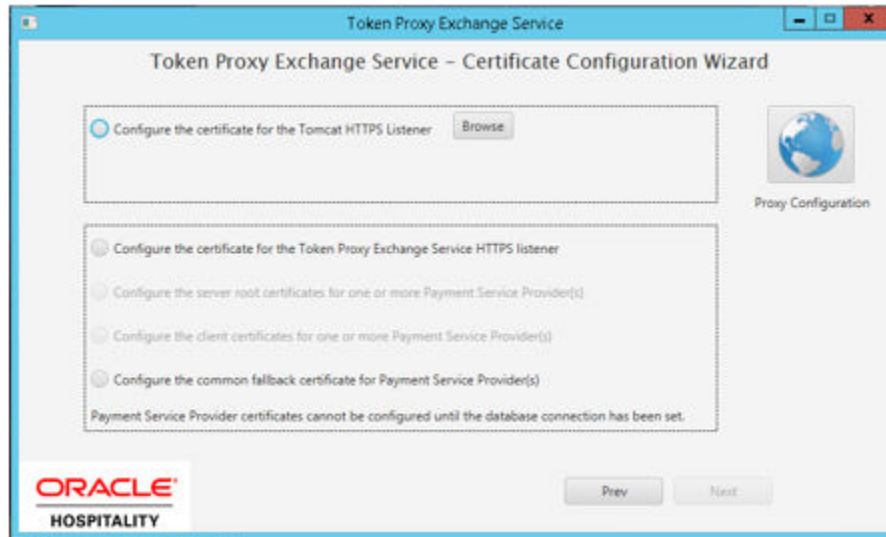 Token Proxy Exchange Service
Token Proxy Exchange Service – Certificate Configuration Wizard
Configure the certificate for the Tomcat HTTPS Listener
Browse
Proxy Configuration
Configure the certificate for the Token Proxy Exchange Service HTTPS listener
Configure the server root certificates for one or more Payment Service Provider(s)
Configure the client certificates for one or more Payment Service Provider(s)
Configure the common fallback certificate for Payment Service Provider(s)
Payment Service Provider certificates cannot be configured until the database connection has been set.
ORACLE®
HOSPITALITY
Prev
Next